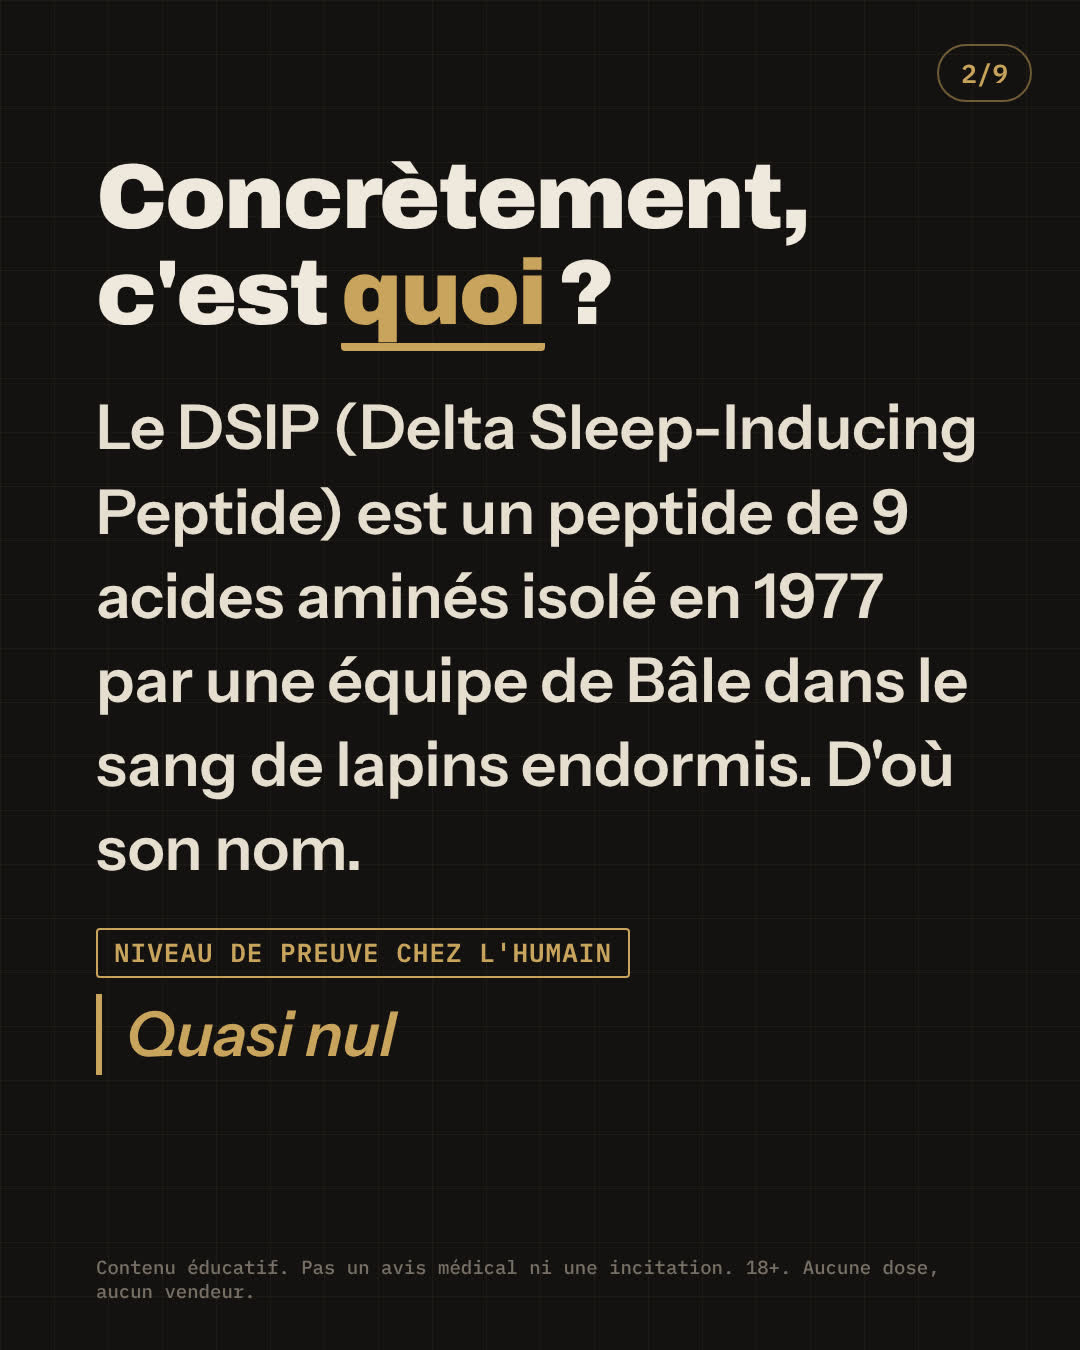 2/9
Concrètement,
c'est quoi ?
Le DSIP (Delta Sleep-Inducing
Peptide) est un peptide de 9
acides aminés isolé en 1977
par une équipe de Bâle dans le
sang de lapins endormis. D'où
son nom.
NIVEAU DE PREUVE CHEZ L'HUMAIN
Quasi nul
Contenu éducatif. Pas un avis médical ni une incitation. 18+. Aucune dose,
aucun vendeur.